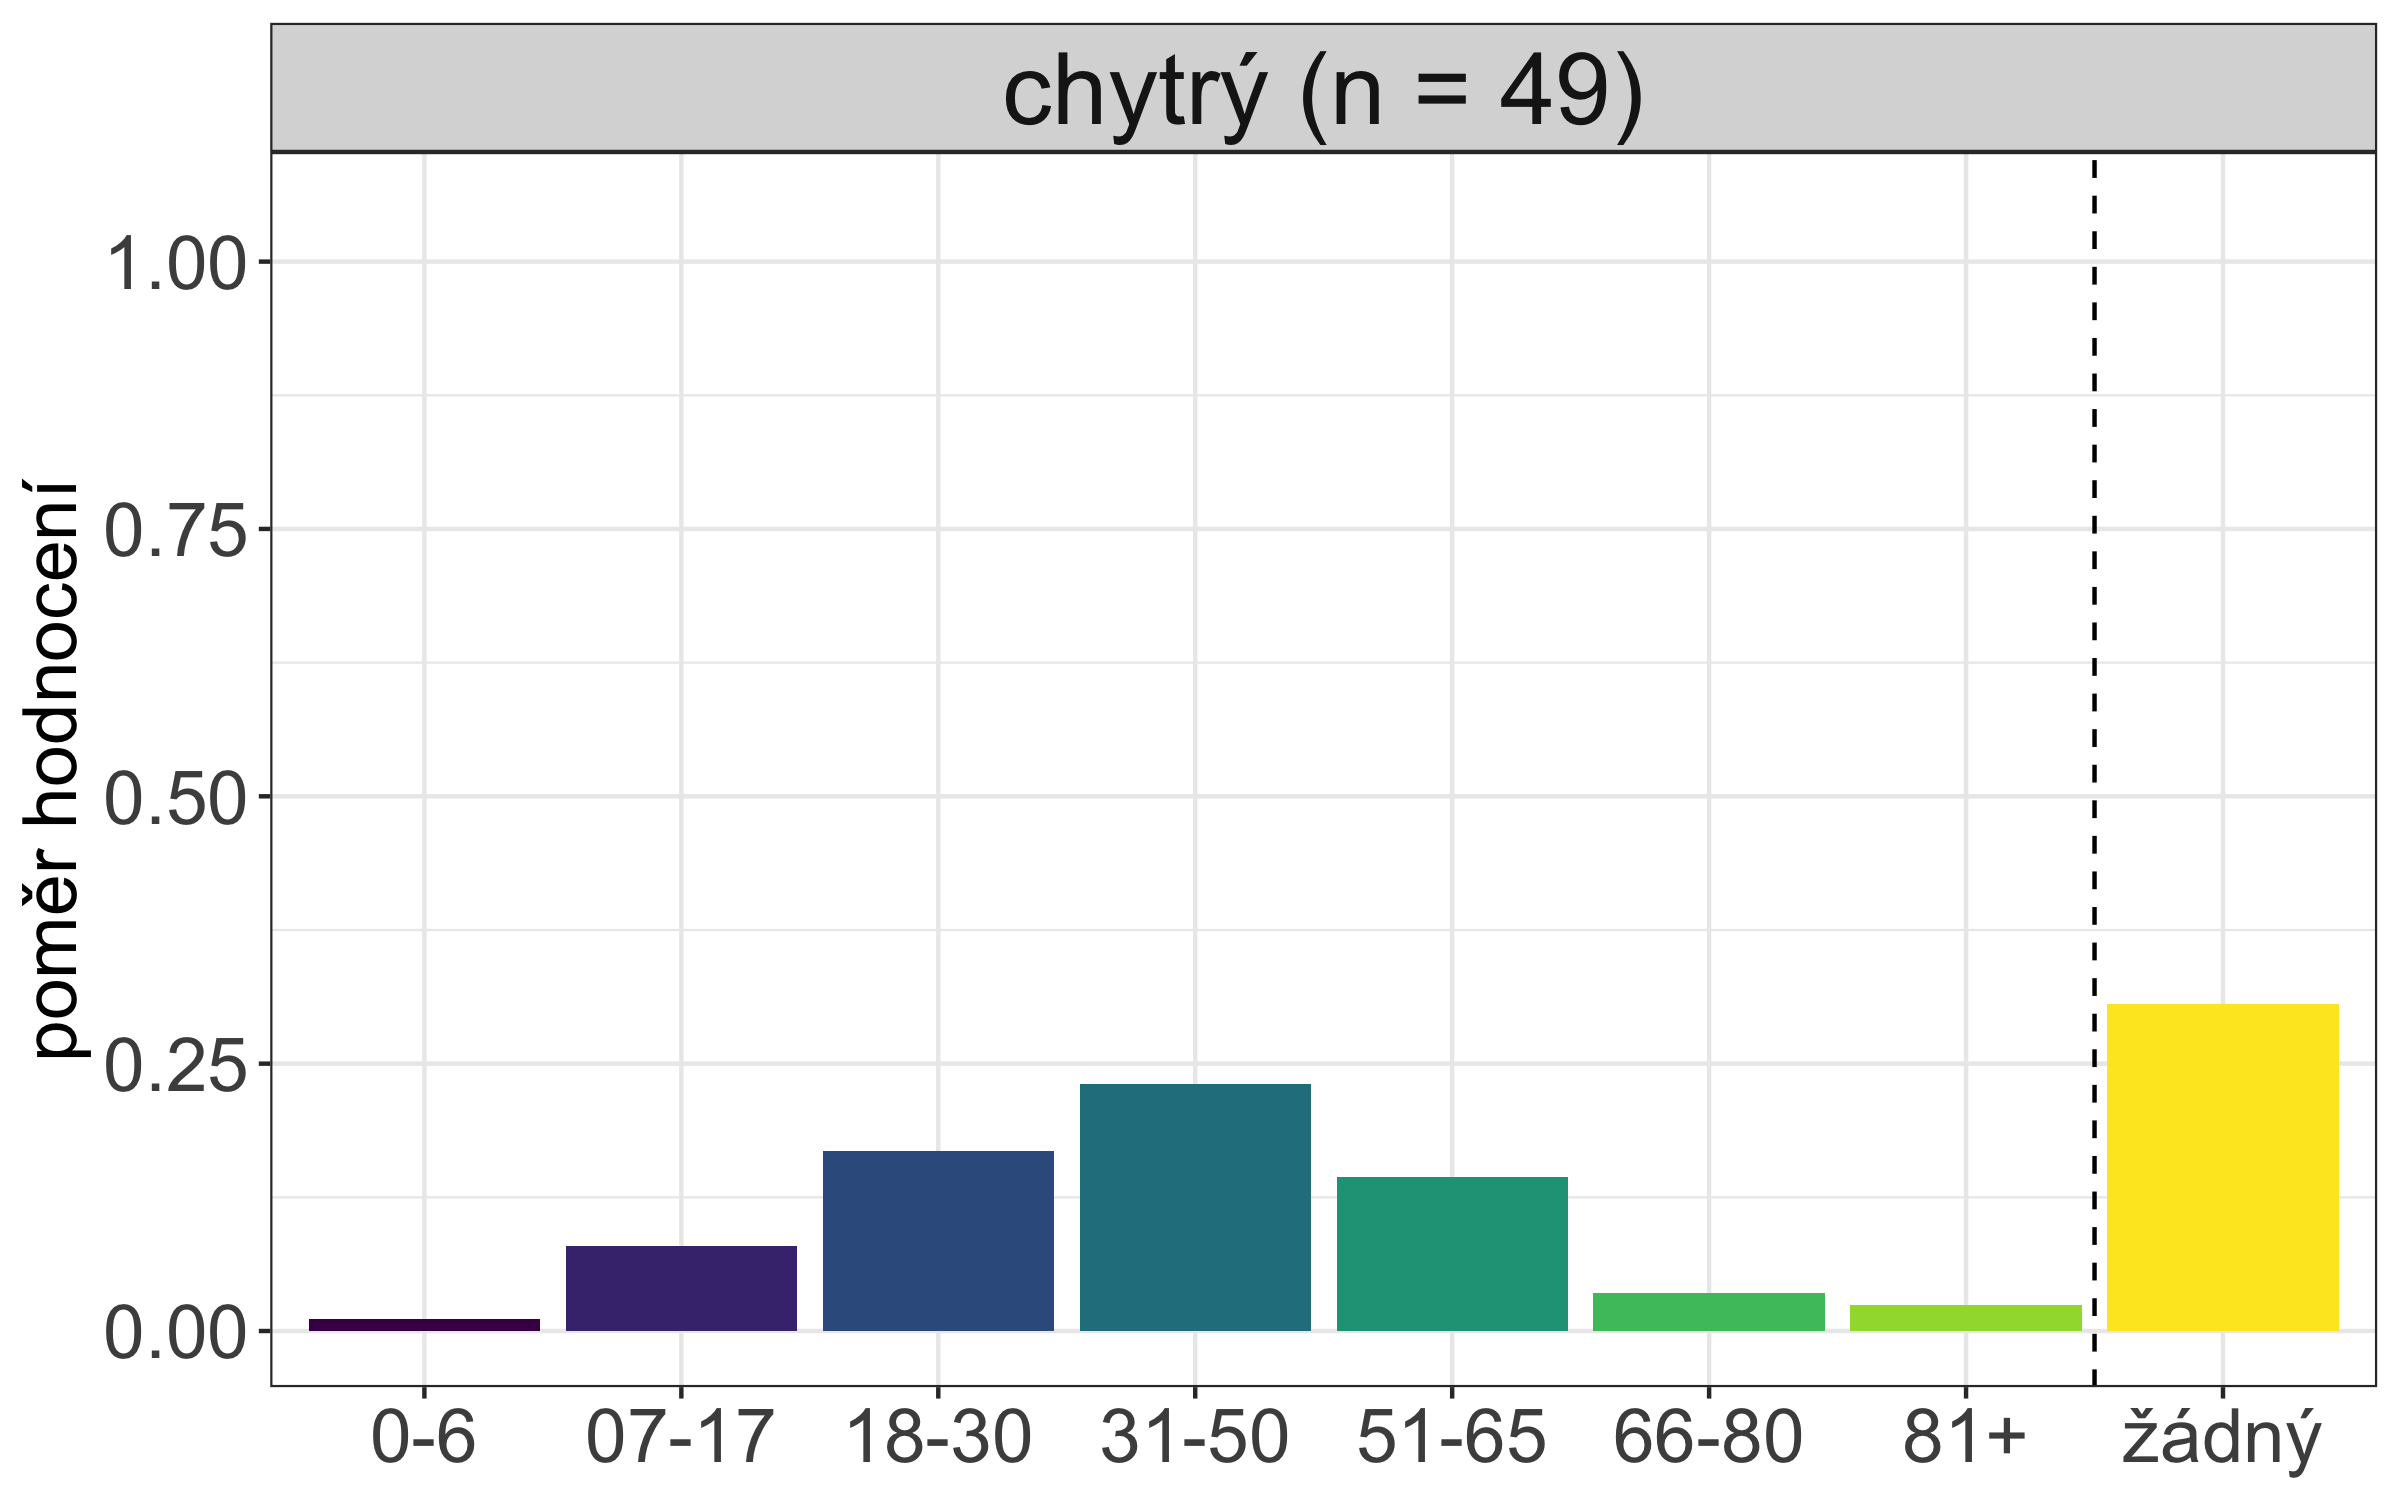 chytrý (n = 49)
poměr hodnocení
1.00
0.75
0.50
0.25
0.00
0-6 07-17 18-30 31-50 51-65 66-80 81+ žádný